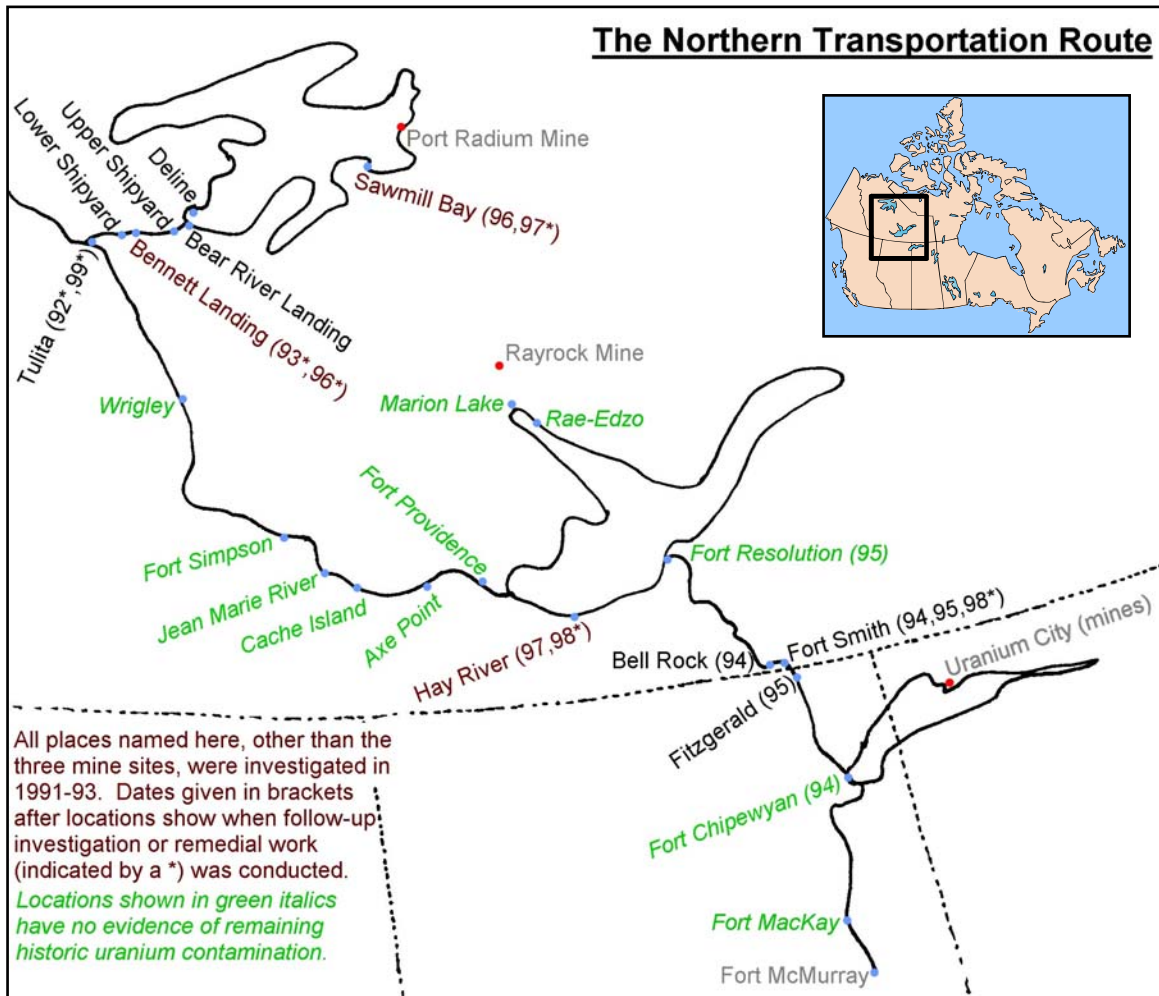 The Northern Transportation Route
Port Radium Mine
Lower Shipyard
Upper Shipyard
Deline
Sawmill Bay (96,97*)
Bear River Landing
Bennett Landing (93*,96*)
Tulita (92*,99*)
Rayrock Mine
Wrigley
Marion Lake
Rae-Edzo
Fort Providence
Fort Simpson
Fort Resolution (95)
Jean Marie River
Cache Island
Axe Point
Hay River (97,98*)
Bell Rock (94)
Fort Smith (94,95,98*)
Uranium City (mines)
Fitzgerald (95)
Fort Chipewyan (94)
Fort MacKay
Fort McMurray
All places named here, other than the
three mine sites, were investigated in
1991-93. Dates given in brackets
after locations show when follow-up
investigation or remedial work
(indicated by a *) was conducted.
Locations shown in green italics
have no evidence of remaining
historic uranium contamination.